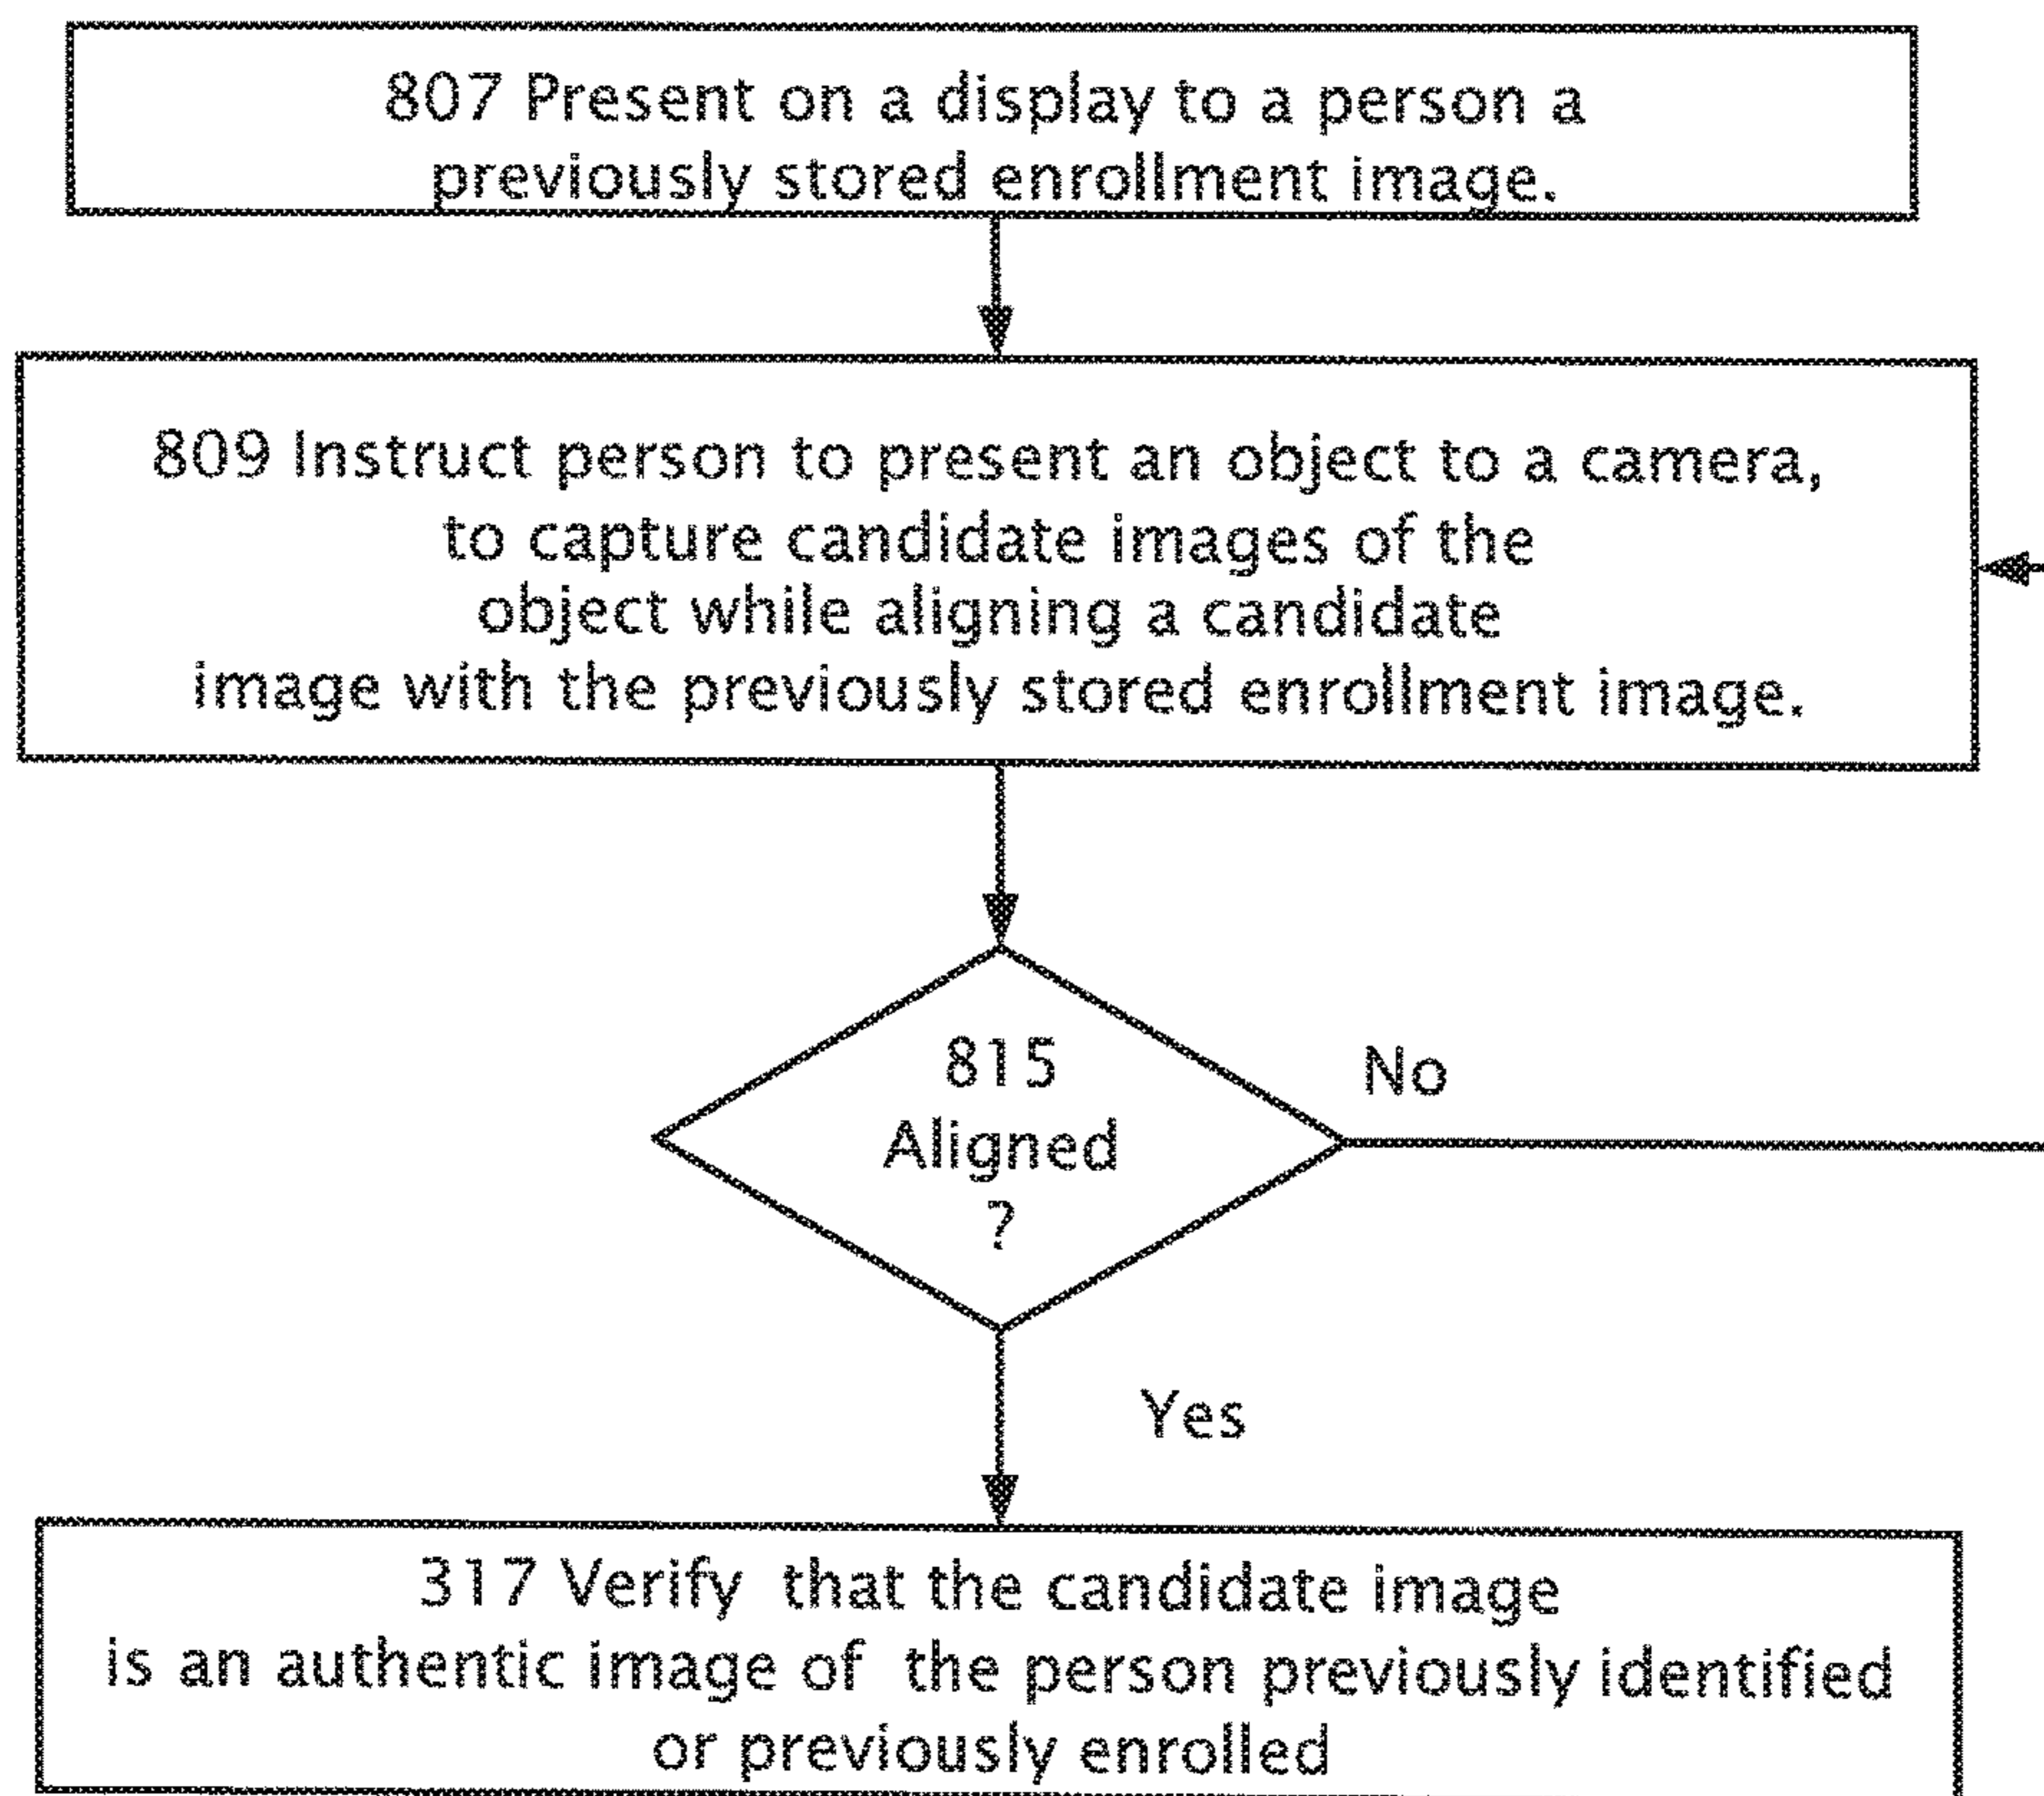 807 Present on a display to a person a
previously stored enrollment image.
809 Instruct person to present an object to a camera,
to capture candidate images of the
object while aligning a candidate
image with the previously stored enrollment image.
815
Aligned
?
No
Yes
317 Verify that the candidate image
is an authentic image of the person previously identified
or previously enrolled